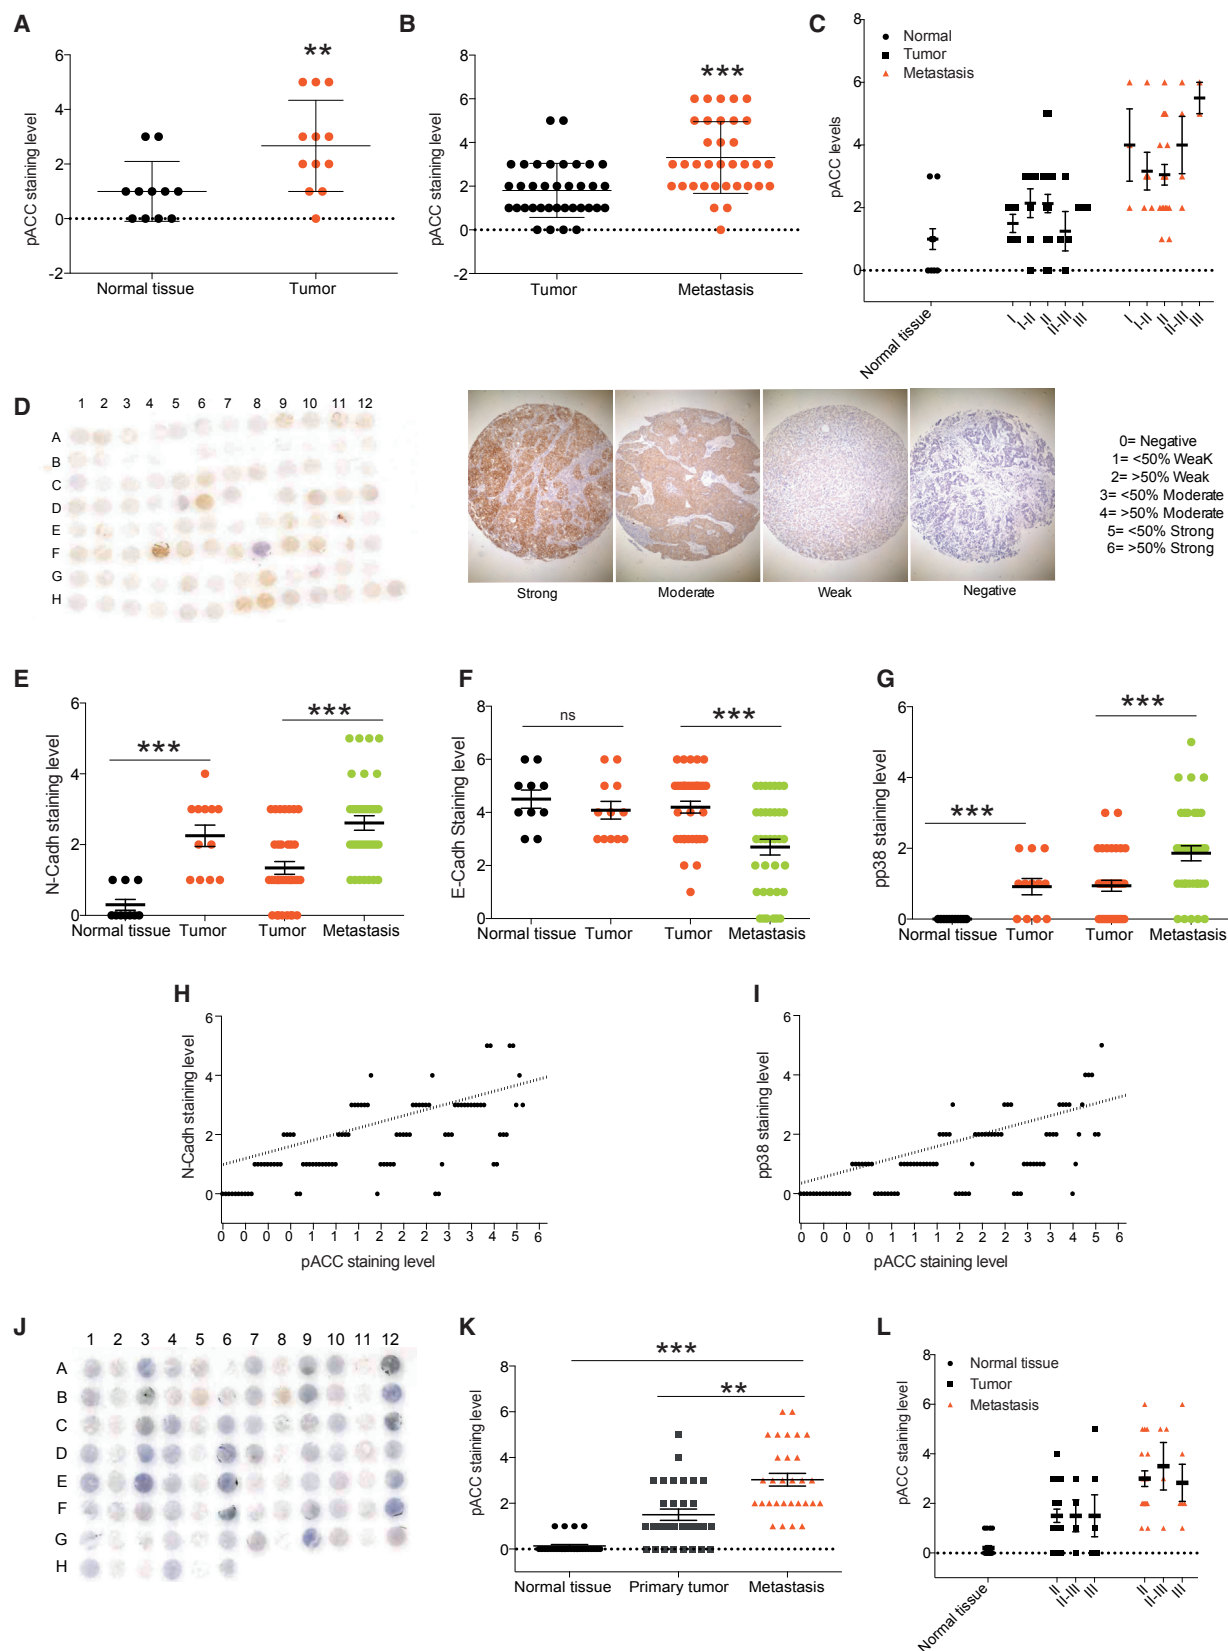 A
pACC staining level
6
4
2
0
-2
**
Normal tissue
Tumor
B
pACC staining level
8
6
4
2
0
-2
***
Tumor
Metastasis
C
pACC levels
8
6
4
2
0
Normal
Tumor
Metastasis
Normal tissue
I
I-II
II
II-III
III
I
I-II
II
II-III
III
D
1 2 3 4 5 6 7 8 9 10 11 12
A
B
C
D
E
F
G
H
Strong
Moderate
Weak
Negative
0= Negative
1= <50% WeaK
2= >50% Weak
3= <50% Moderate
4= >50% Moderate
5= <50% Strong
6= >50% Strong
E
N-Cadh staining level
6
4
2
0
***
***
Normal tissue
Tumor
Tumor
Metastasis
F
E-Cadh Staining level
8
6
4
2
0
ns
***
Normal tissue
Tumor
Tumor
Metastasis
G
pp38 staining level
6
4
2
0
***
***
Normal tissue
Tumor
Tumor
Metastasis
H
N-Cadh staining level
6
4
2
0
0 0 0 0 1 1 1 2 2 2 3 3 4 5 6
pACC staining level
I
pp38 staining level
6
4
2
0
0 0 0 0 1 1 1 2 2 2 3 3 4 5 6
pACC staining level
J
1 2 3 4 5 6 7 8 9 10 11 12
A
B
C
D
E
F
G
H
K
pACC staining level
8
6
4
2
0
***
**
Normal tissue
Primary tumor
Metastasis
L
pACC staining level
8
6
4
2
0
Normal tissue
Tumor
Metastasis
Normal tissue
II
II-III
III
II
II-III
III